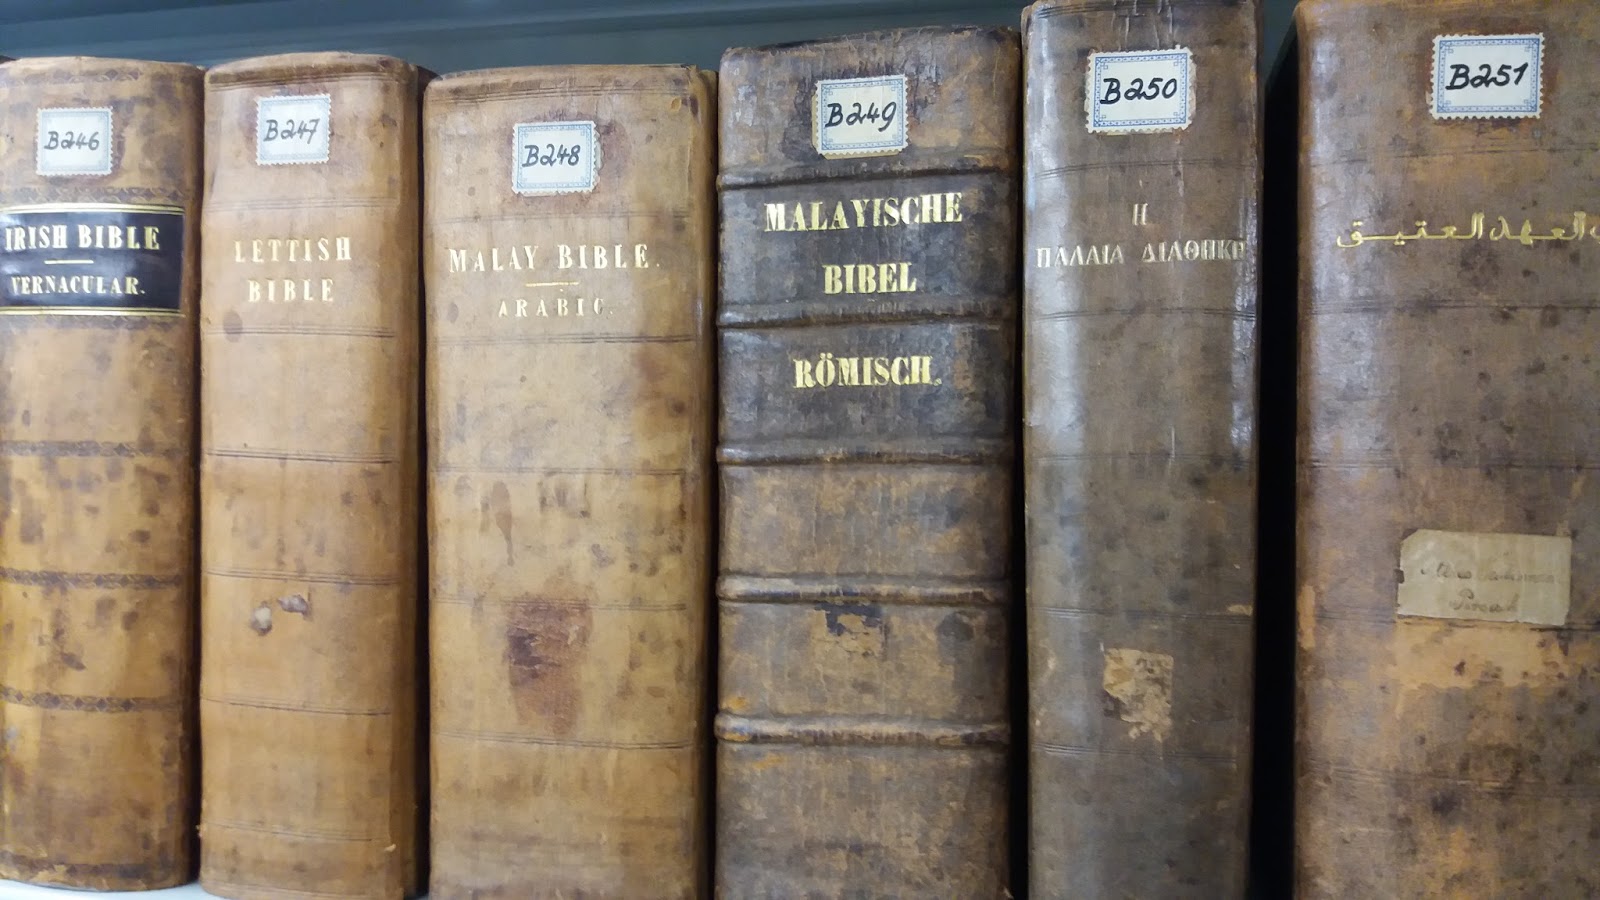 B246
IRISH BIBLE
VERNACULAR.
B247
LETTISH
BIBLE
B248
MALAY BIBLE.
ARABIC.
B249
MALAYISCHE
BIBEL
RÖMISCH.
B250
Η
ΠΑΛΑΙΑ ΔΙΑΘΗΚΗ
B251
العهد العتيق